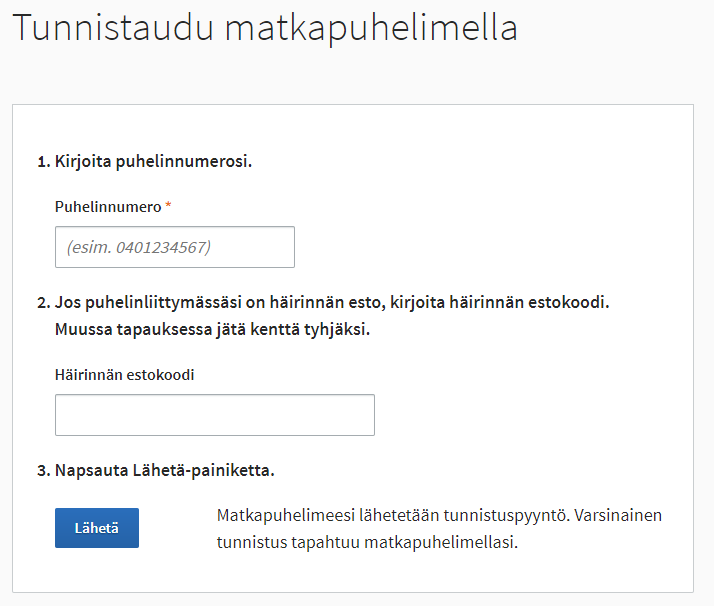 Tunnistaudu matkapuhelimella
1. Kirjoita puhelinnumerosi.
Puhelinnumero *
(esim. 0401234567)
2. Jos puhelinliittymässäsi on häirinnän esto, kirjoita häirinnän estokoodi.
Muussa tapauksessa jätä kenttä tyhjäksi.
Häirinnän estokoodi
3. Napsauta Lähetä-painiketta.
Lähetä
Matkapuhelimeesi lähetetään tunnistuspyyntö. Varsinainen
tunnistus tapahtuu matkapuhelimellasi.